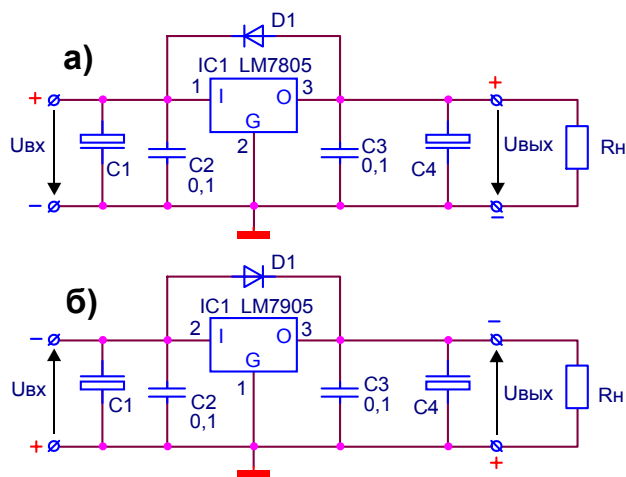 а)
D1
IC1 LM7805
+
1
I
O
3
+
G
Uвх
2
C1
C2
0,1
C3
0,1
C4
Uвых
Rн
–
–
б)
D1
IC1 LM7905
–
2
I
O
3
–
G
Uвх
1
C1
C2
0,1
C3
0,1
C4
Uвых
Rн
+
+